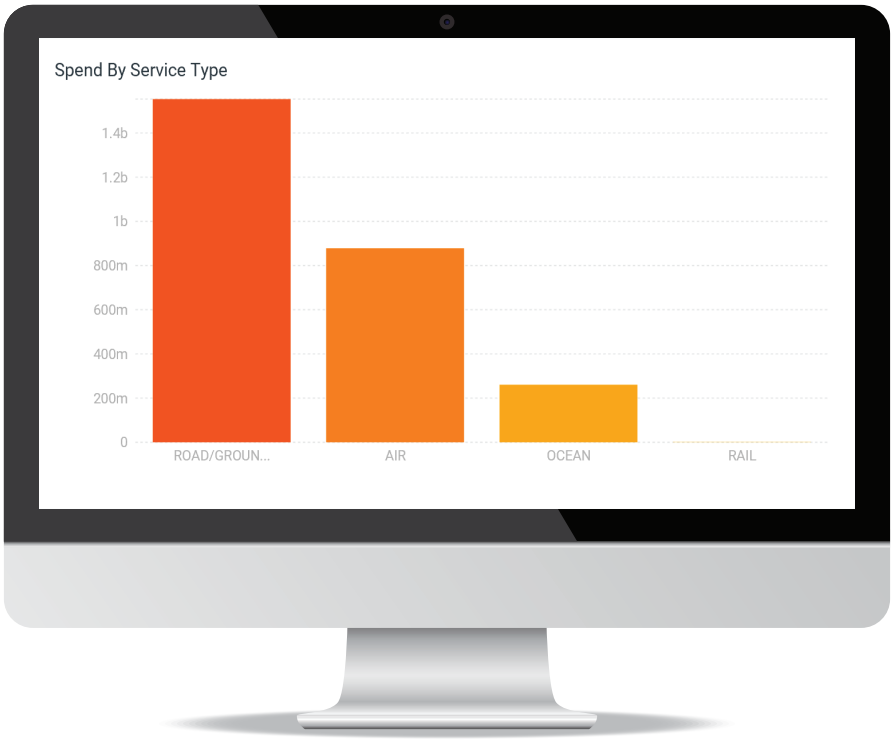 Spend By Service Type
1.4b
1.2b
1b
800m
600m
400m
200m
0
ROAD/GROUN... AIR OCEAN RAIL